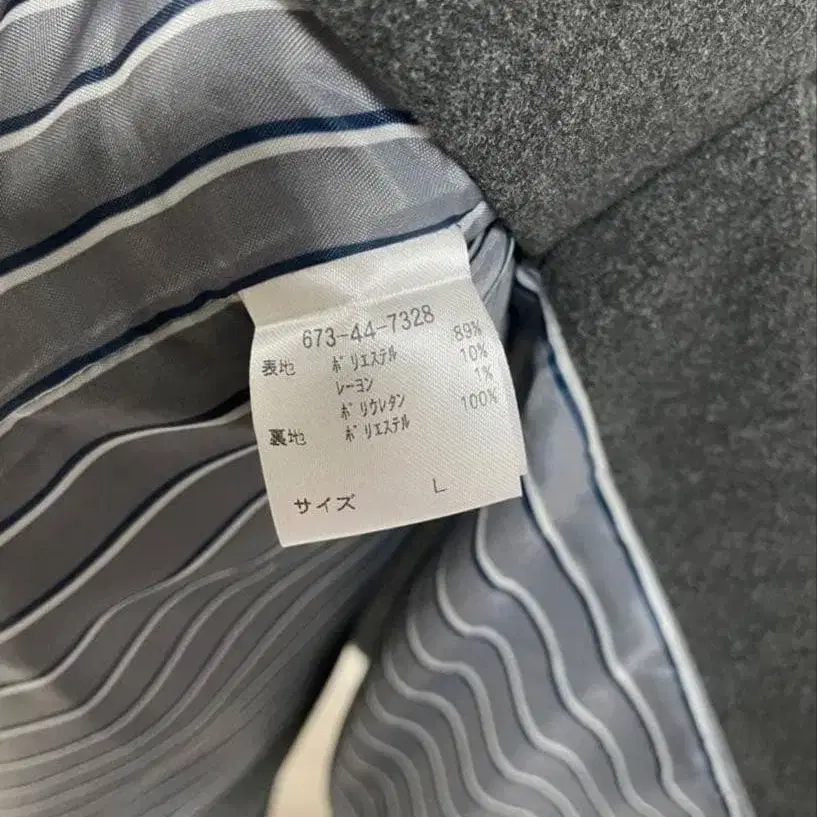 673-44-7328
表地 ポリエステル 89%
レーヨン 10%
ポリウレタン 1%
裏地 ポリエステル 100%
サイズ L